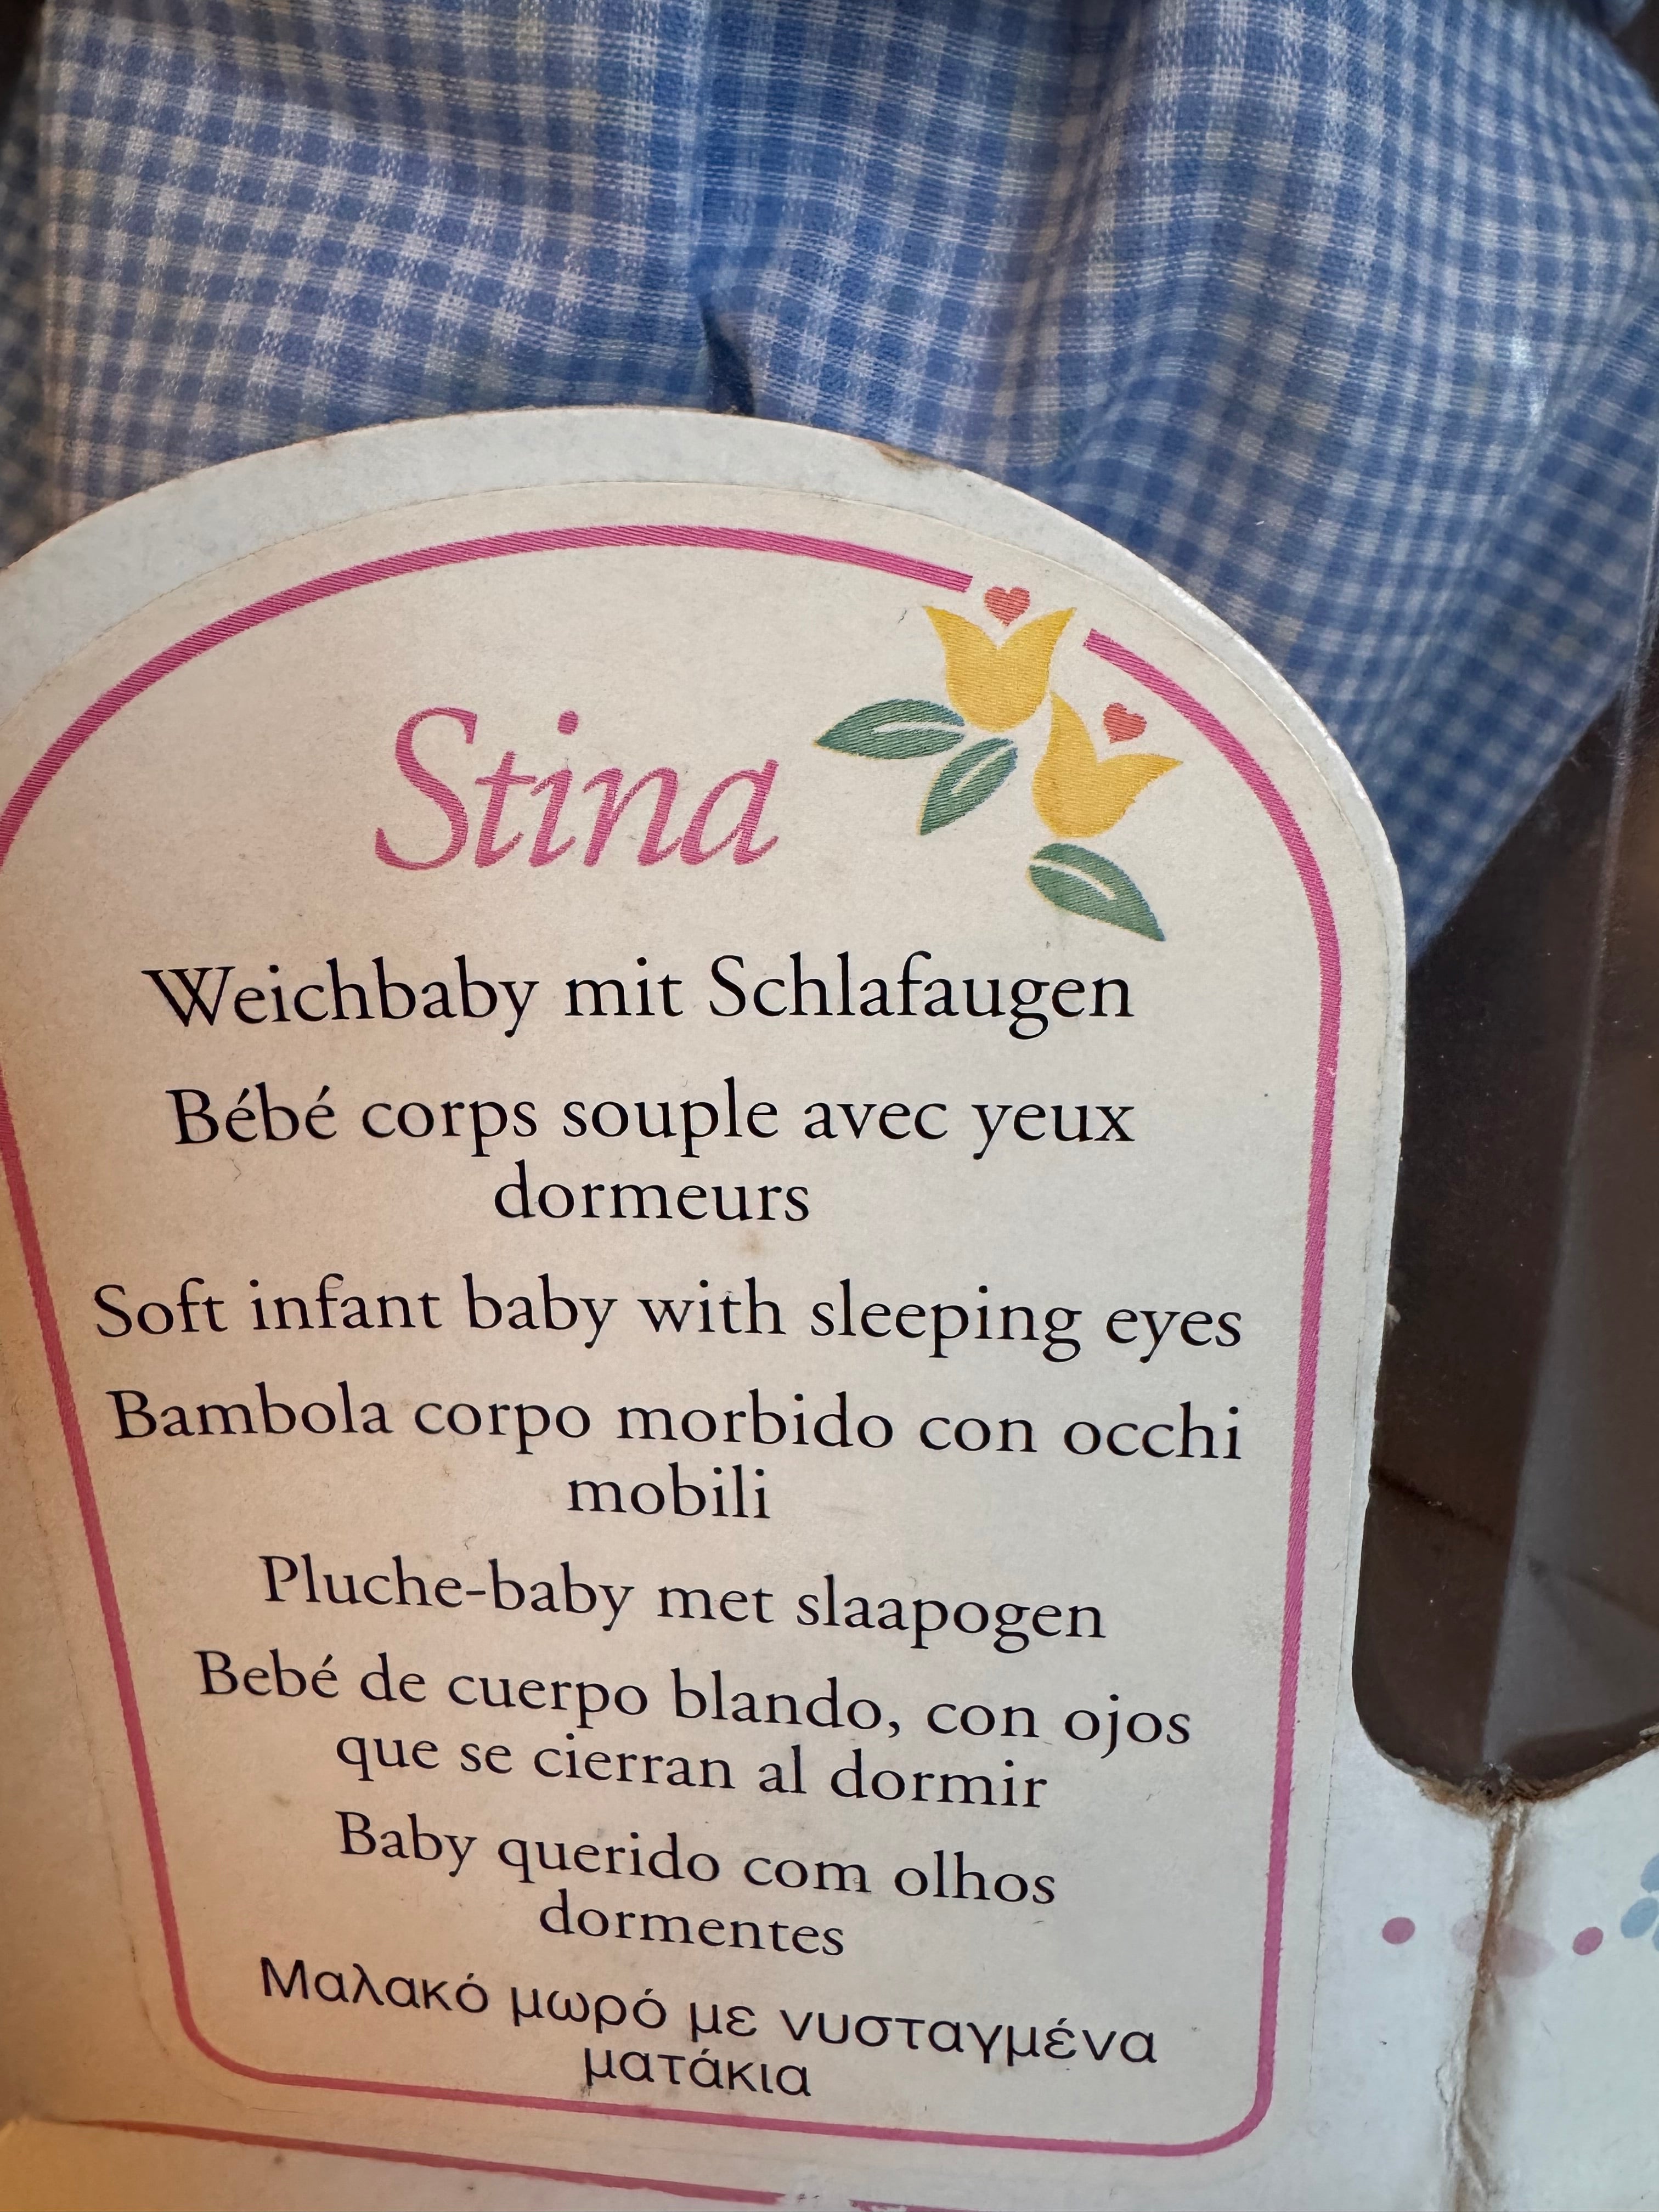 Stina
Weichbaby mit Schlafaugen
Bébé corps souple avec yeux
dormeurs
Soft infant baby with sleeping eyes
Bambola corpo morbido con occhi
mobili
Pluche-baby met slaapogen
Bebé de cuerpo blando, con ojos
que se cierran al dormir
Baby querido com olhos
dormentes
Μαλακό μωρό με νυσταγμένα
ματάκια